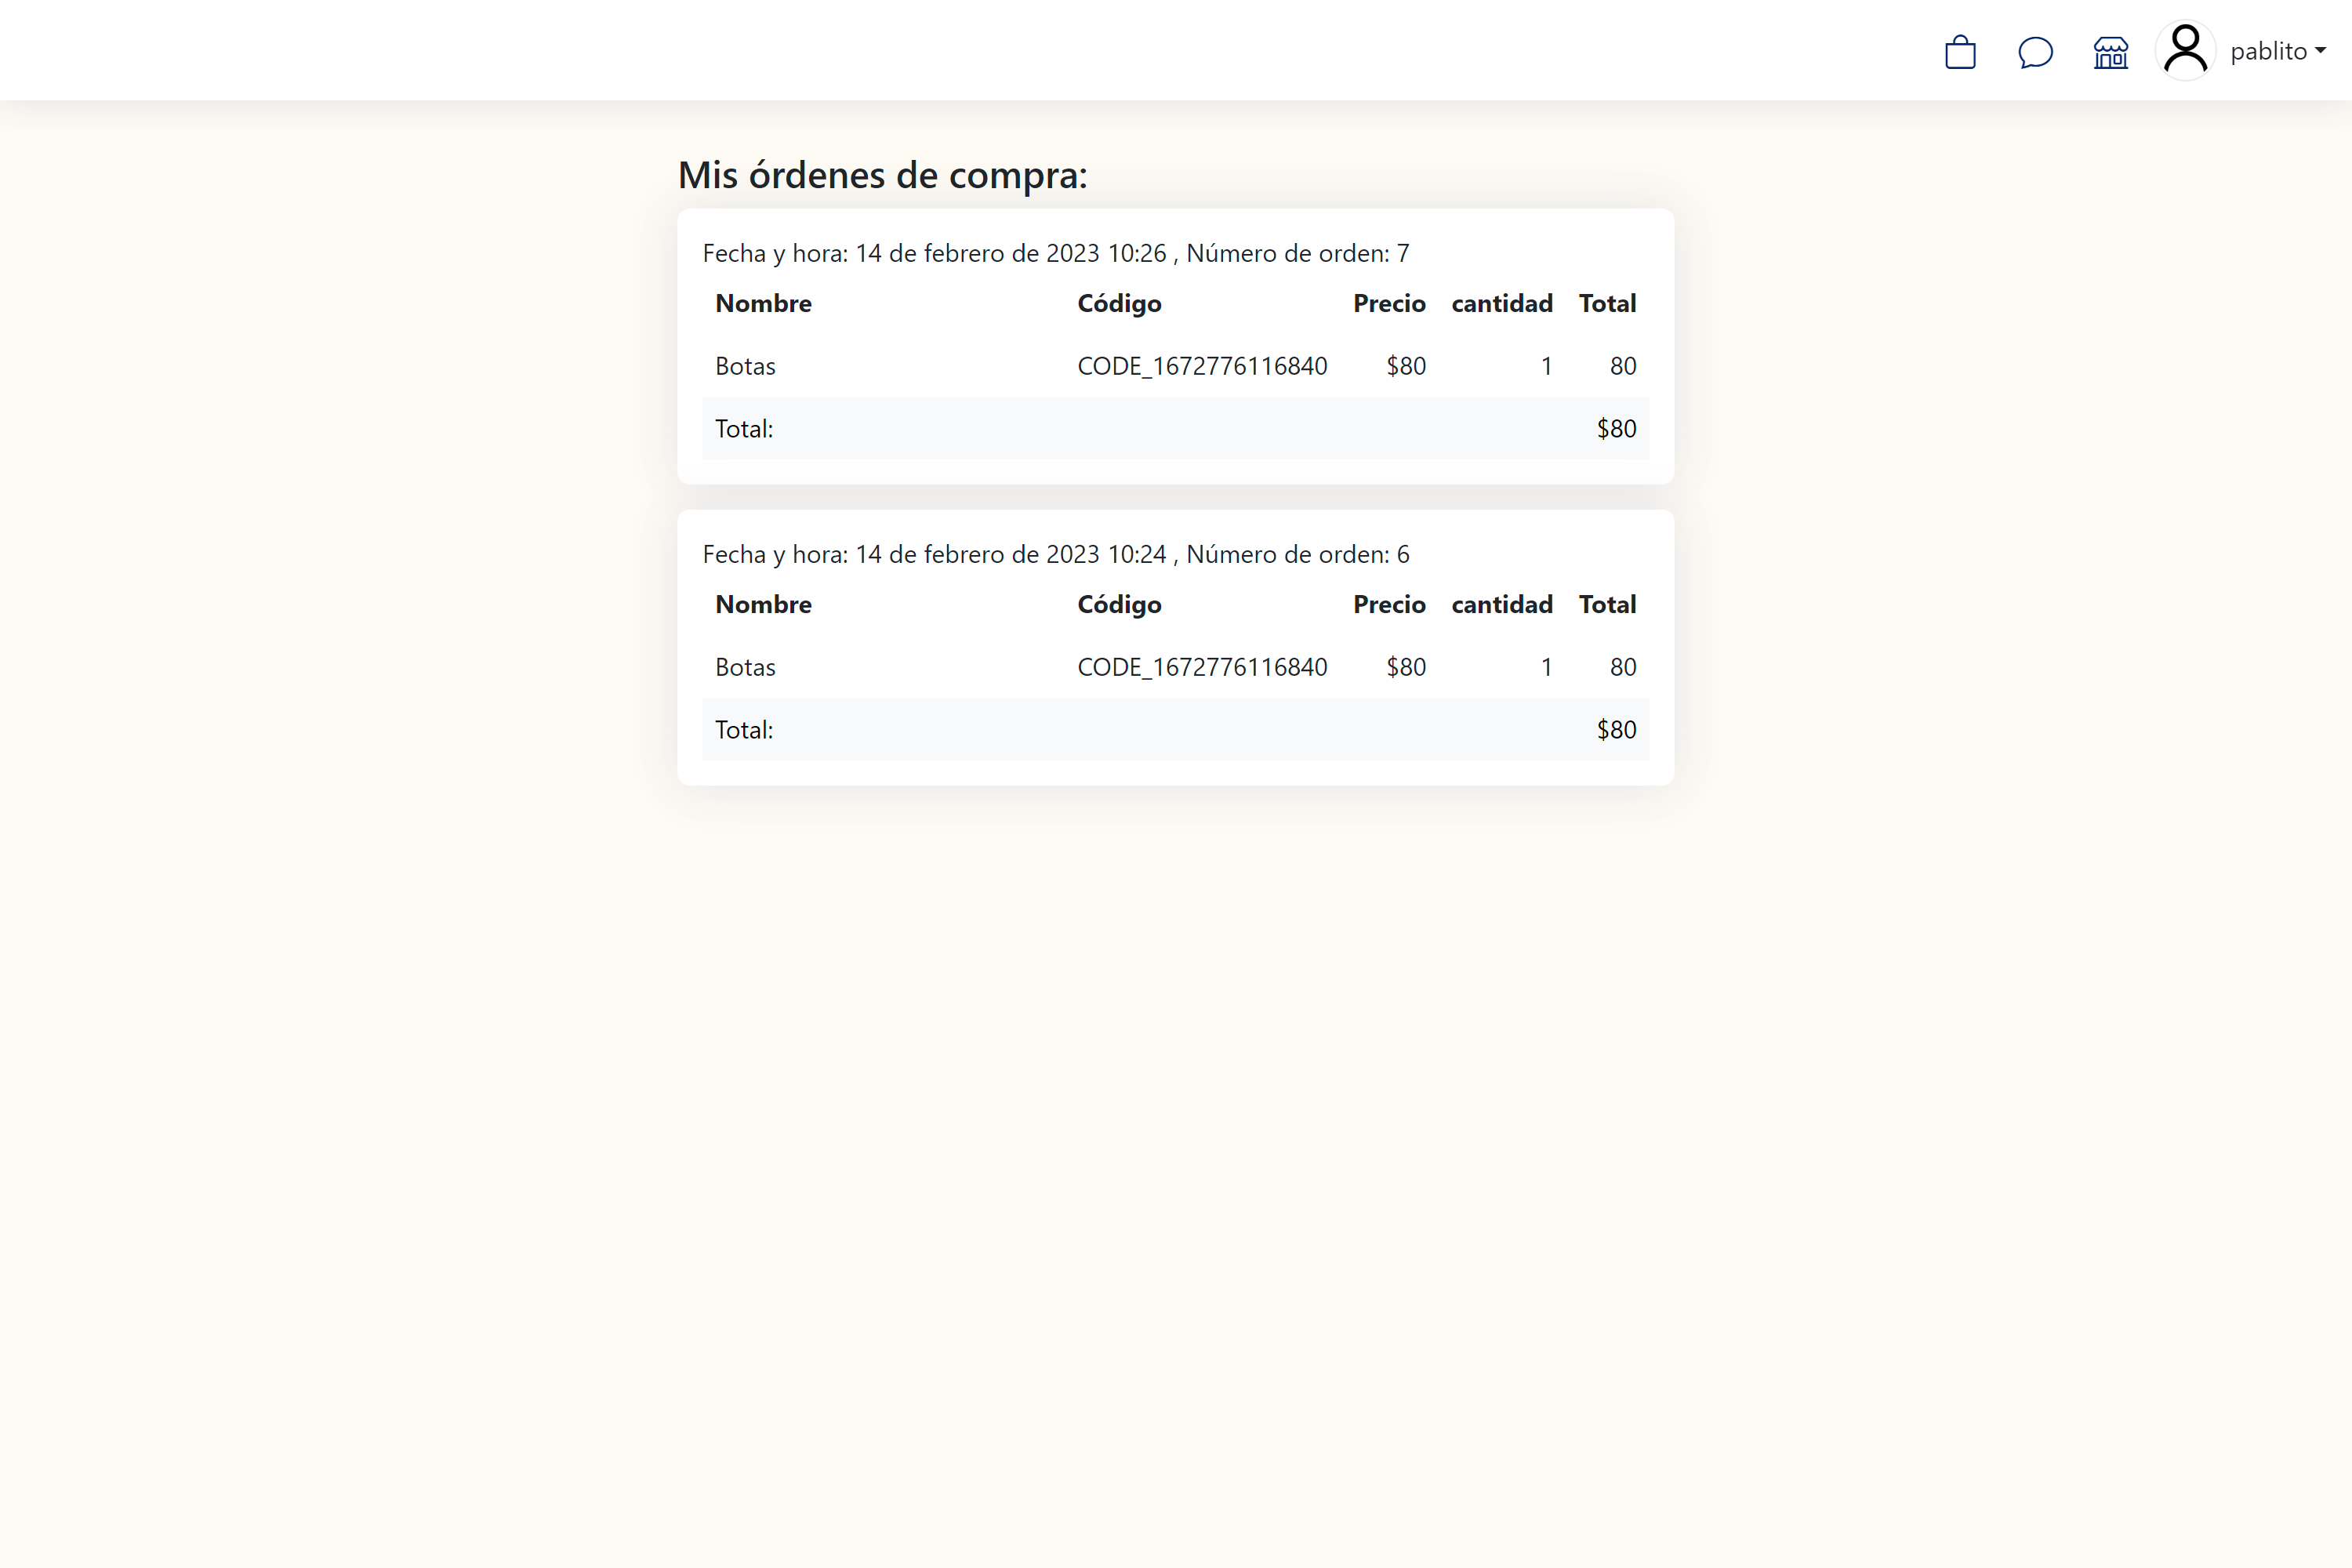 pablito
Mis órdenes de compra:
Fecha y hora: 14 de febrero de 2023 10:26 , Número de orden: 7
Nombre Código Precio cantidad Total
Botas CODE_1672776116840 $80 1 80
Total: $80
Fecha y hora: 14 de febrero de 2023 10:24 , Número de orden: 6
Nombre Código Precio cantidad Total
Botas CODE_1672776116840 $80 1 80
Total: $80